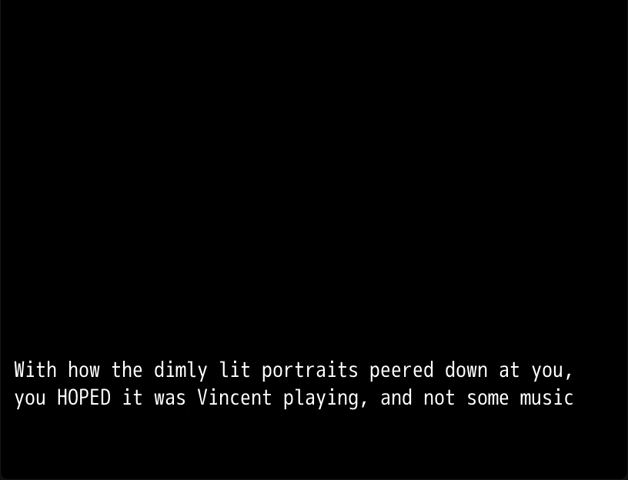 With how the dimly lit portraits peered down at you,
you HOPED it was Vincent playing, and not some music